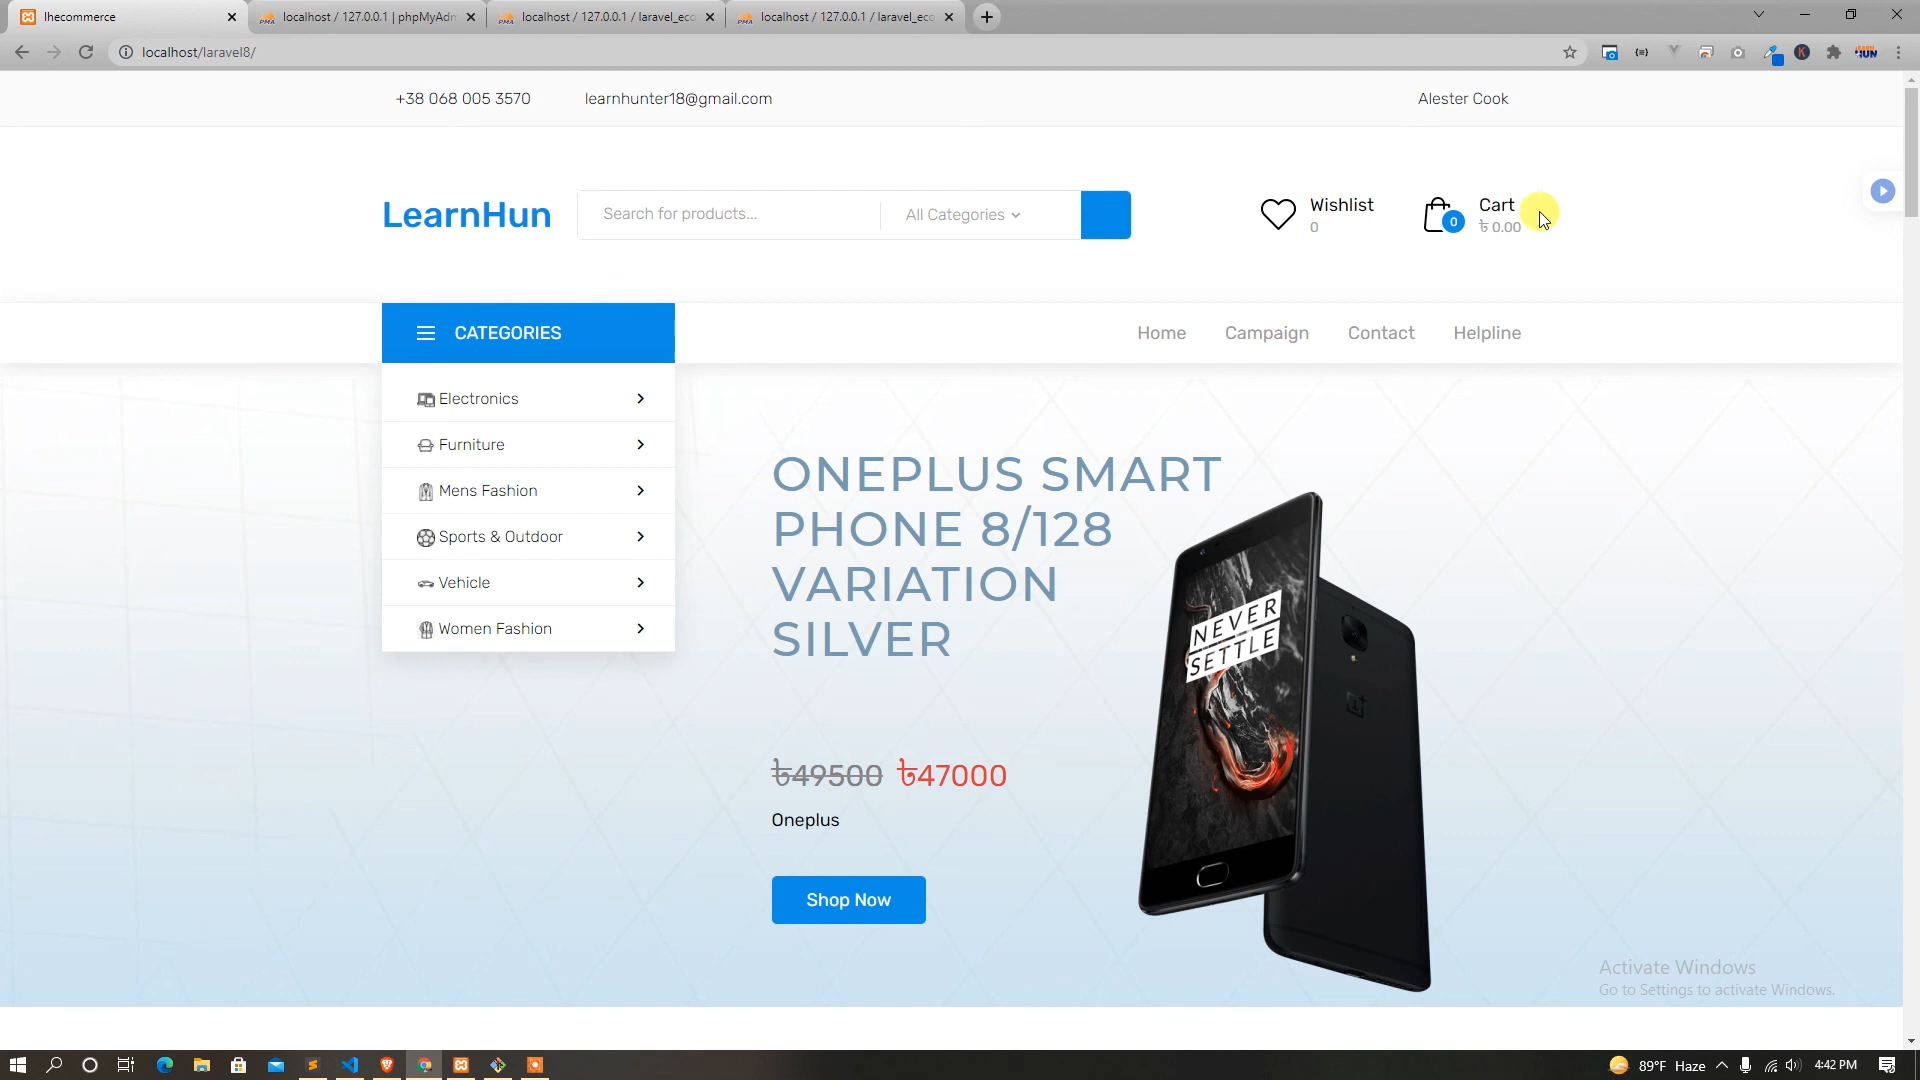 lhecommerce
localhost / 127.0.0.1 | phpMyAdm
localhost / 127.0.0.1 / laravel_eco
localhost / 127.0.0.1 / laravel_eco
localhost/laravel8/
+38 068 005 3570
learnhunter18@gmail.com
Alester Cook
LearnHun
Search for products...
All Categories
Wishlist
0
0
Cart
৳ 0.00
CATEGORIES
Home
Campaign
Contact
Helpline
Electronics
Furniture
Mens Fashion
Sports & Outdoor
Vehicle
Women Fashion
ONEPLUS SMART
PHONE 8/128
VARIATION
SILVER
NEVER
SETTLE
৳49500 ৳47000
Oneplus
Shop Now
Activate Windows
Go to Settings to activate Windows.
89°F Haze
4:42 PM